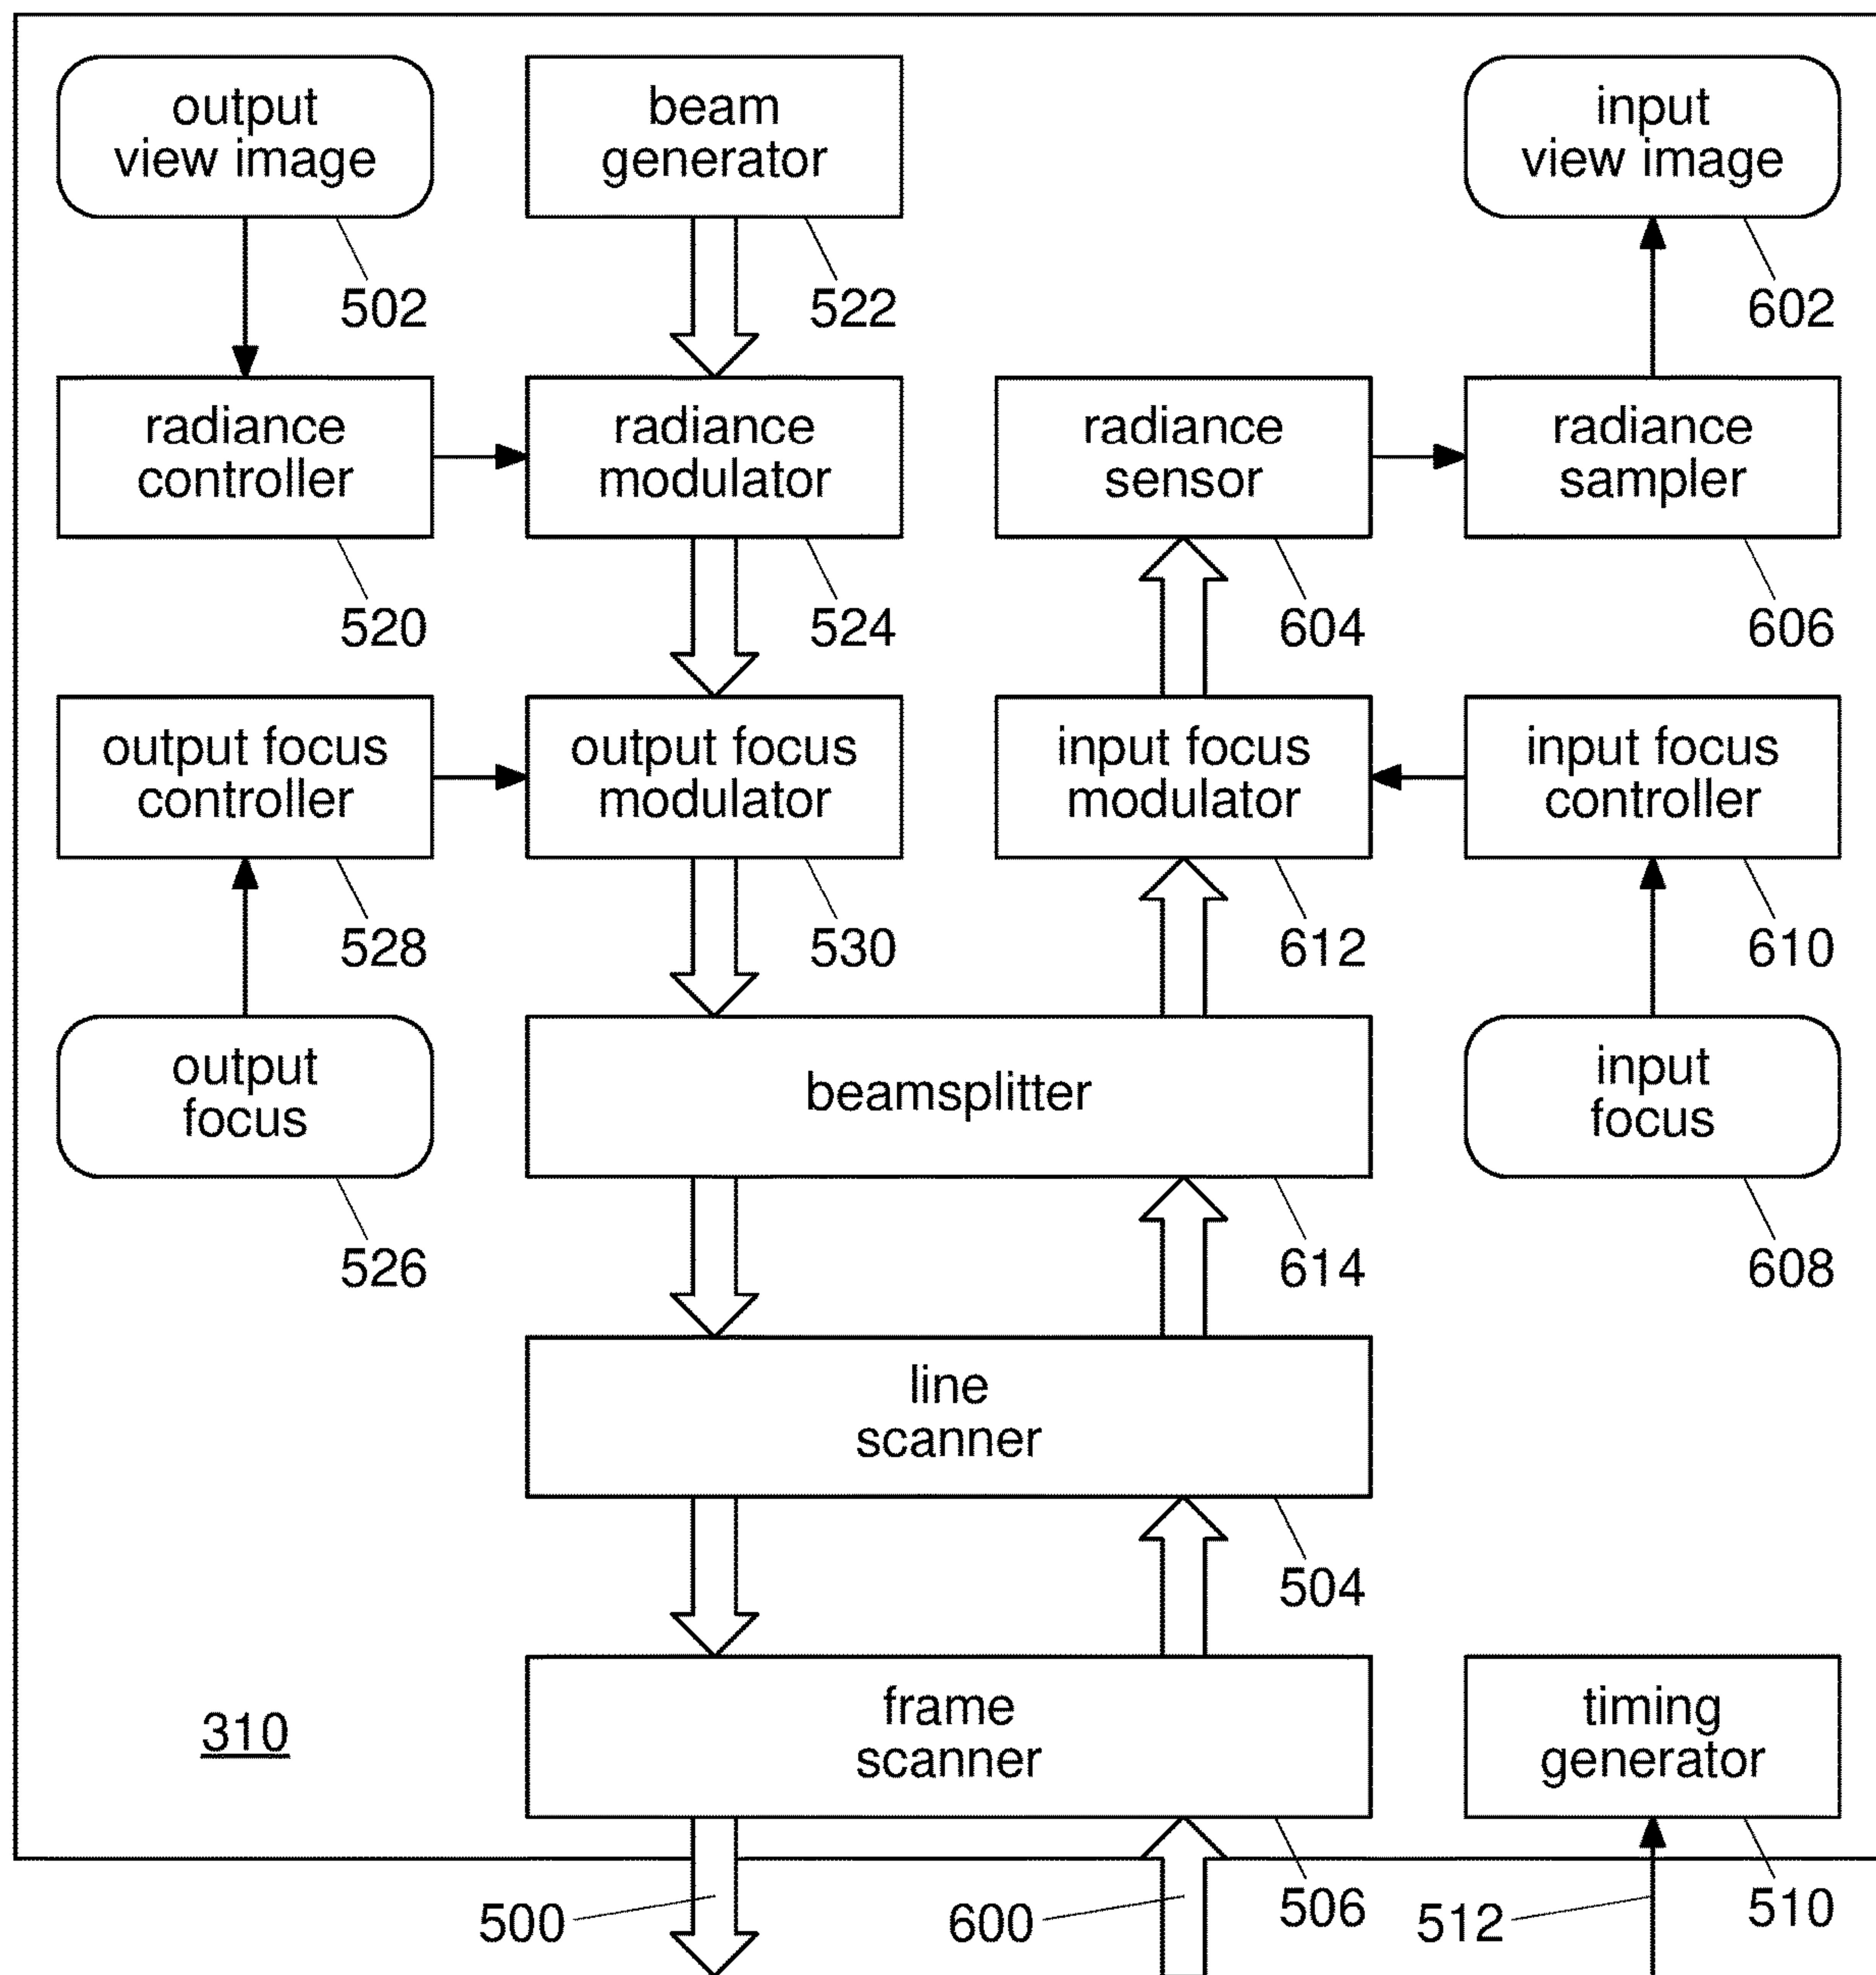 output
view image
beam
generator
input
view image
502
522
602
radiance
controller
radiance
modulator
radiance
sensor
radiance
sampler
520
524
604
606
output focus
controller
output focus
modulator
input focus
modulator
input focus
controller
528
530
612
610
output
focus
beamsplitter
input
focus
526
614
608
line
scanner
504
310
frame
scanner
timing
generator
500
600
506
512
510